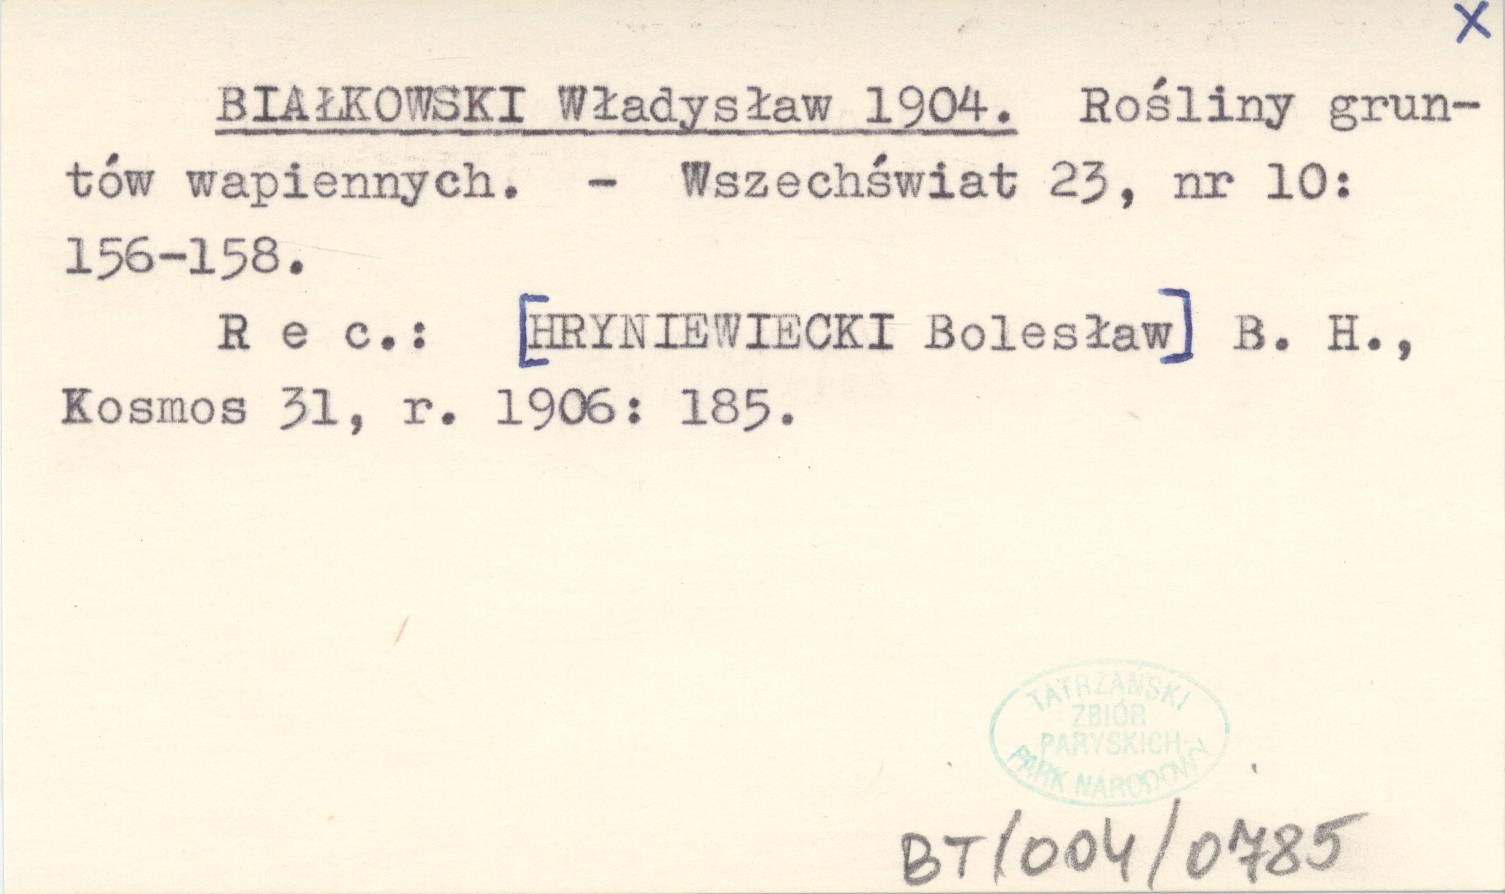 X
BIAŁKOWSKI Władysław 1904. Rośliny grun-
tów wapiennych. - Wszechświat 23, nr 10:
156-158.
R e c.: [HRYNIEWIECKI Bolesław] B. H.,
Kosmos 31, r. 1906: 185.
TATRZAŃSKI
ZBIÓR
PARYSKICH
PARK NARODOWY
BT/004/0785